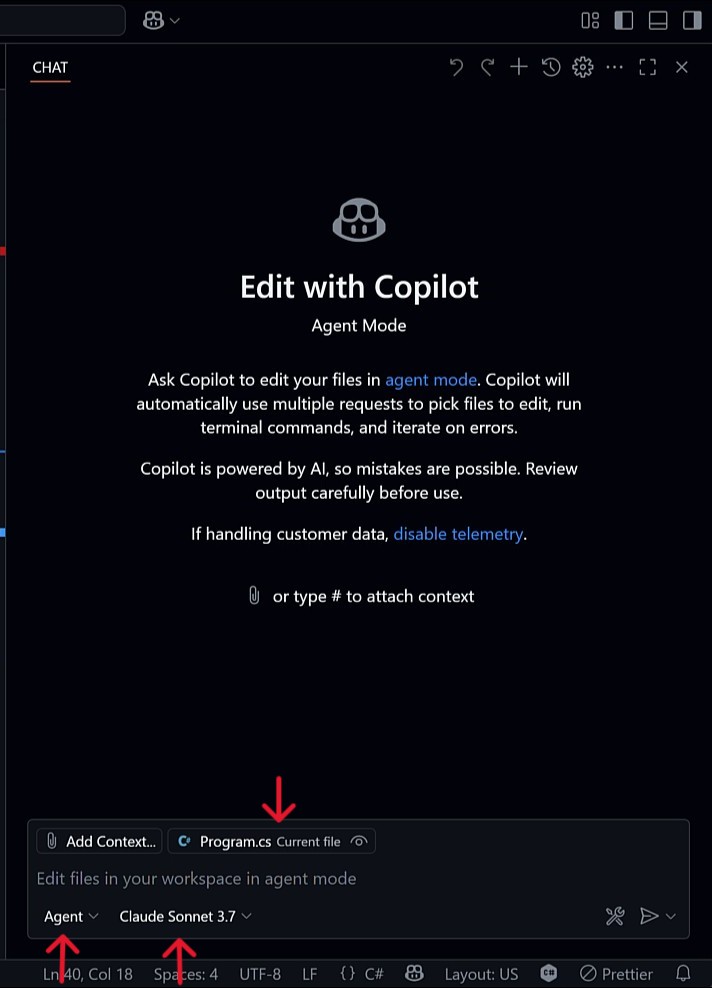 CHAT
Edit with Copilot
Agent Mode
Ask Copilot to edit your files in agent mode. Copilot will
automatically use multiple requests to pick files to edit, run
terminal commands, and iterate on errors.
Copilot is powered by AI, so mistakes are possible. Review
output carefully before use.
If handling customer data, disable telemetry.
or type # to attach context
Add Context... C# Program.cs Current file
Edit files in your workspace in agent mode
Agent Claude Sonnet 3.7
Ln 40, Col 18 Spaces: 4 UTF-8 LF {} C# Layout: US C# Prettier